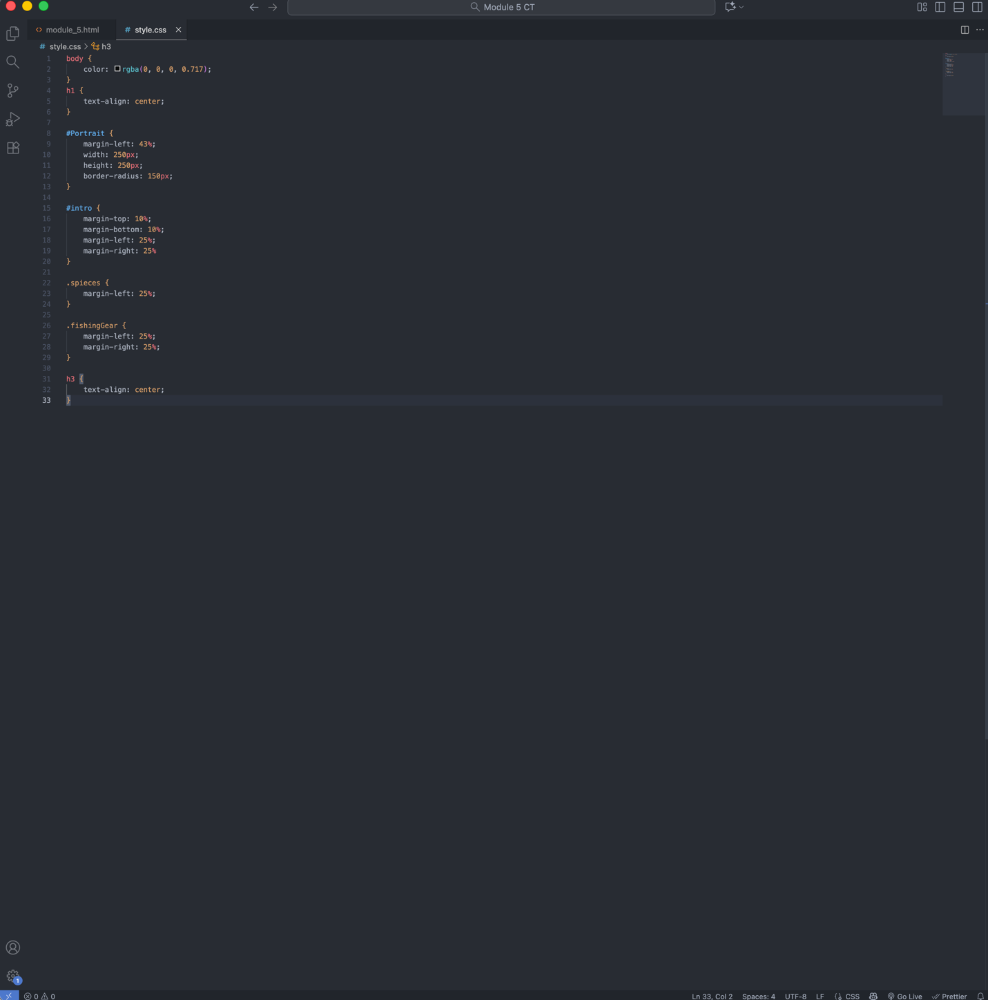 Module 5 CT
<> module_5.html # style.css
# style.css > h3
1 body {
2 color: rgba(0, 0, 0, 0.717);
3 }
4 h1 {
5 text-align: center;
6 }
7
8 #Portrait {
9 margin-left: 43%;
10 width: 250px;
11 height: 250px;
12 border-radius: 150px;
13 }
14
15 #intro {
16 margin-top: 10%;
17 margin-bottom: 10%;
18 margin-left: 25%;
19 margin-right: 25%
20 }
21
22 .spieces {
23 margin-left: 25%;
24 }
25
26 .fishingGear {
27 margin-left: 25%;
28 margin-right: 25%;
29 }
30
31 h3 {
32 text-align: center;
33 }
1
0 0 Ln 33, Col 2 Spaces: 4 UTF-8 LF {} CSS Go Live Prettier